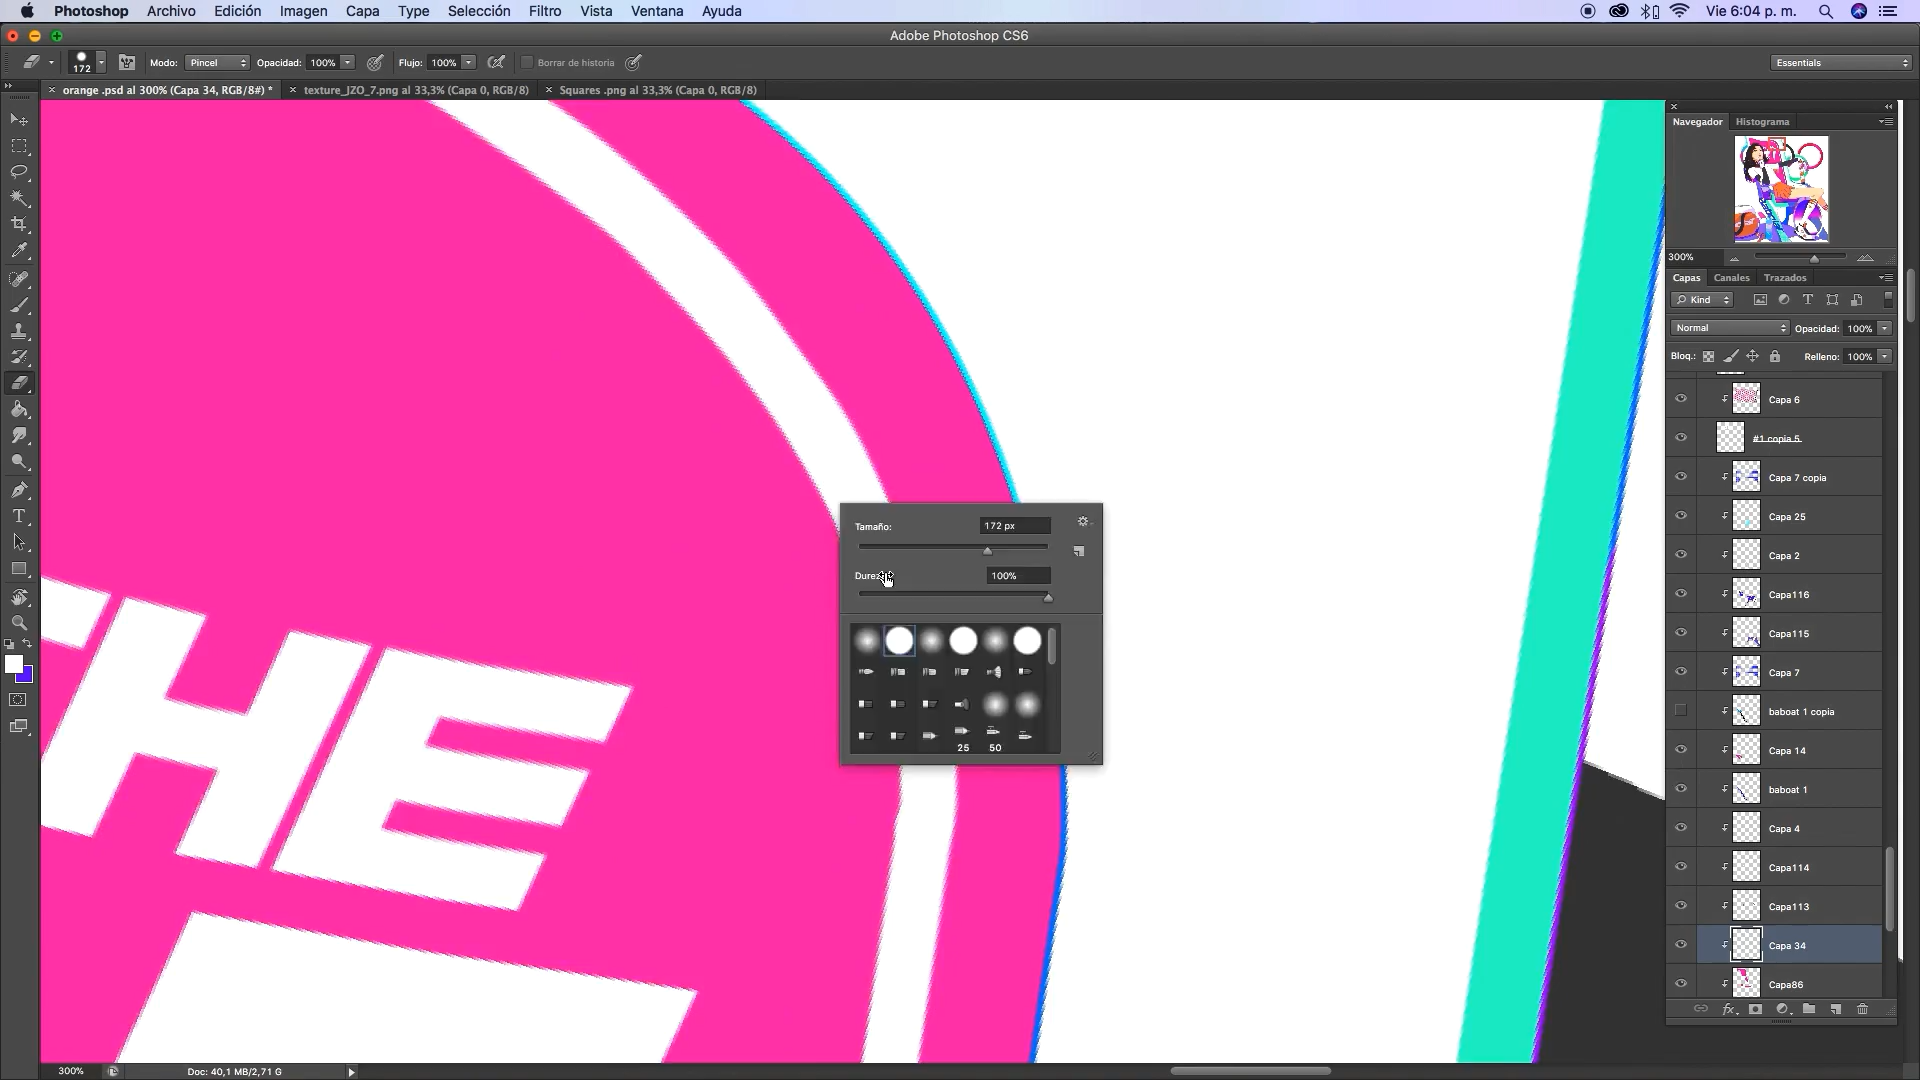 Photoshop Archivo Edición Imagen Capa Type Selección Filtro Vista Ventana Ayuda Vie 6:04 p. m.
Adobe Photoshop CS6
172 Modo: Pincel Opacidad: 100% Flujo: 100% Borrar de historia Essentials
orange .psd al 300% (Capa 34, RGB/8#) * texture_JZO_7.png al 33,3% (Capa 0, RGB/8) Squares .png al 33,3% (Capa 0, RGB/8)
Navegador Histograma
300%
Capas Canales Trazados
Kind
Normal Opacidad: 100%
Bloq.: Relleno: 100%
Capa 6
#1 copia 5
Capa 7 copia
Capa 25
Capa 2
Capa116
Capa115
Capa 7
baboat 1 copia
Capa 14
baboat 1
Capa 4
Capa114
Capa113
Capa 34
Capa86
Tamaño: 172 px
100%
25 50
HE
300% Doc: 40,1 MB/2,71 G